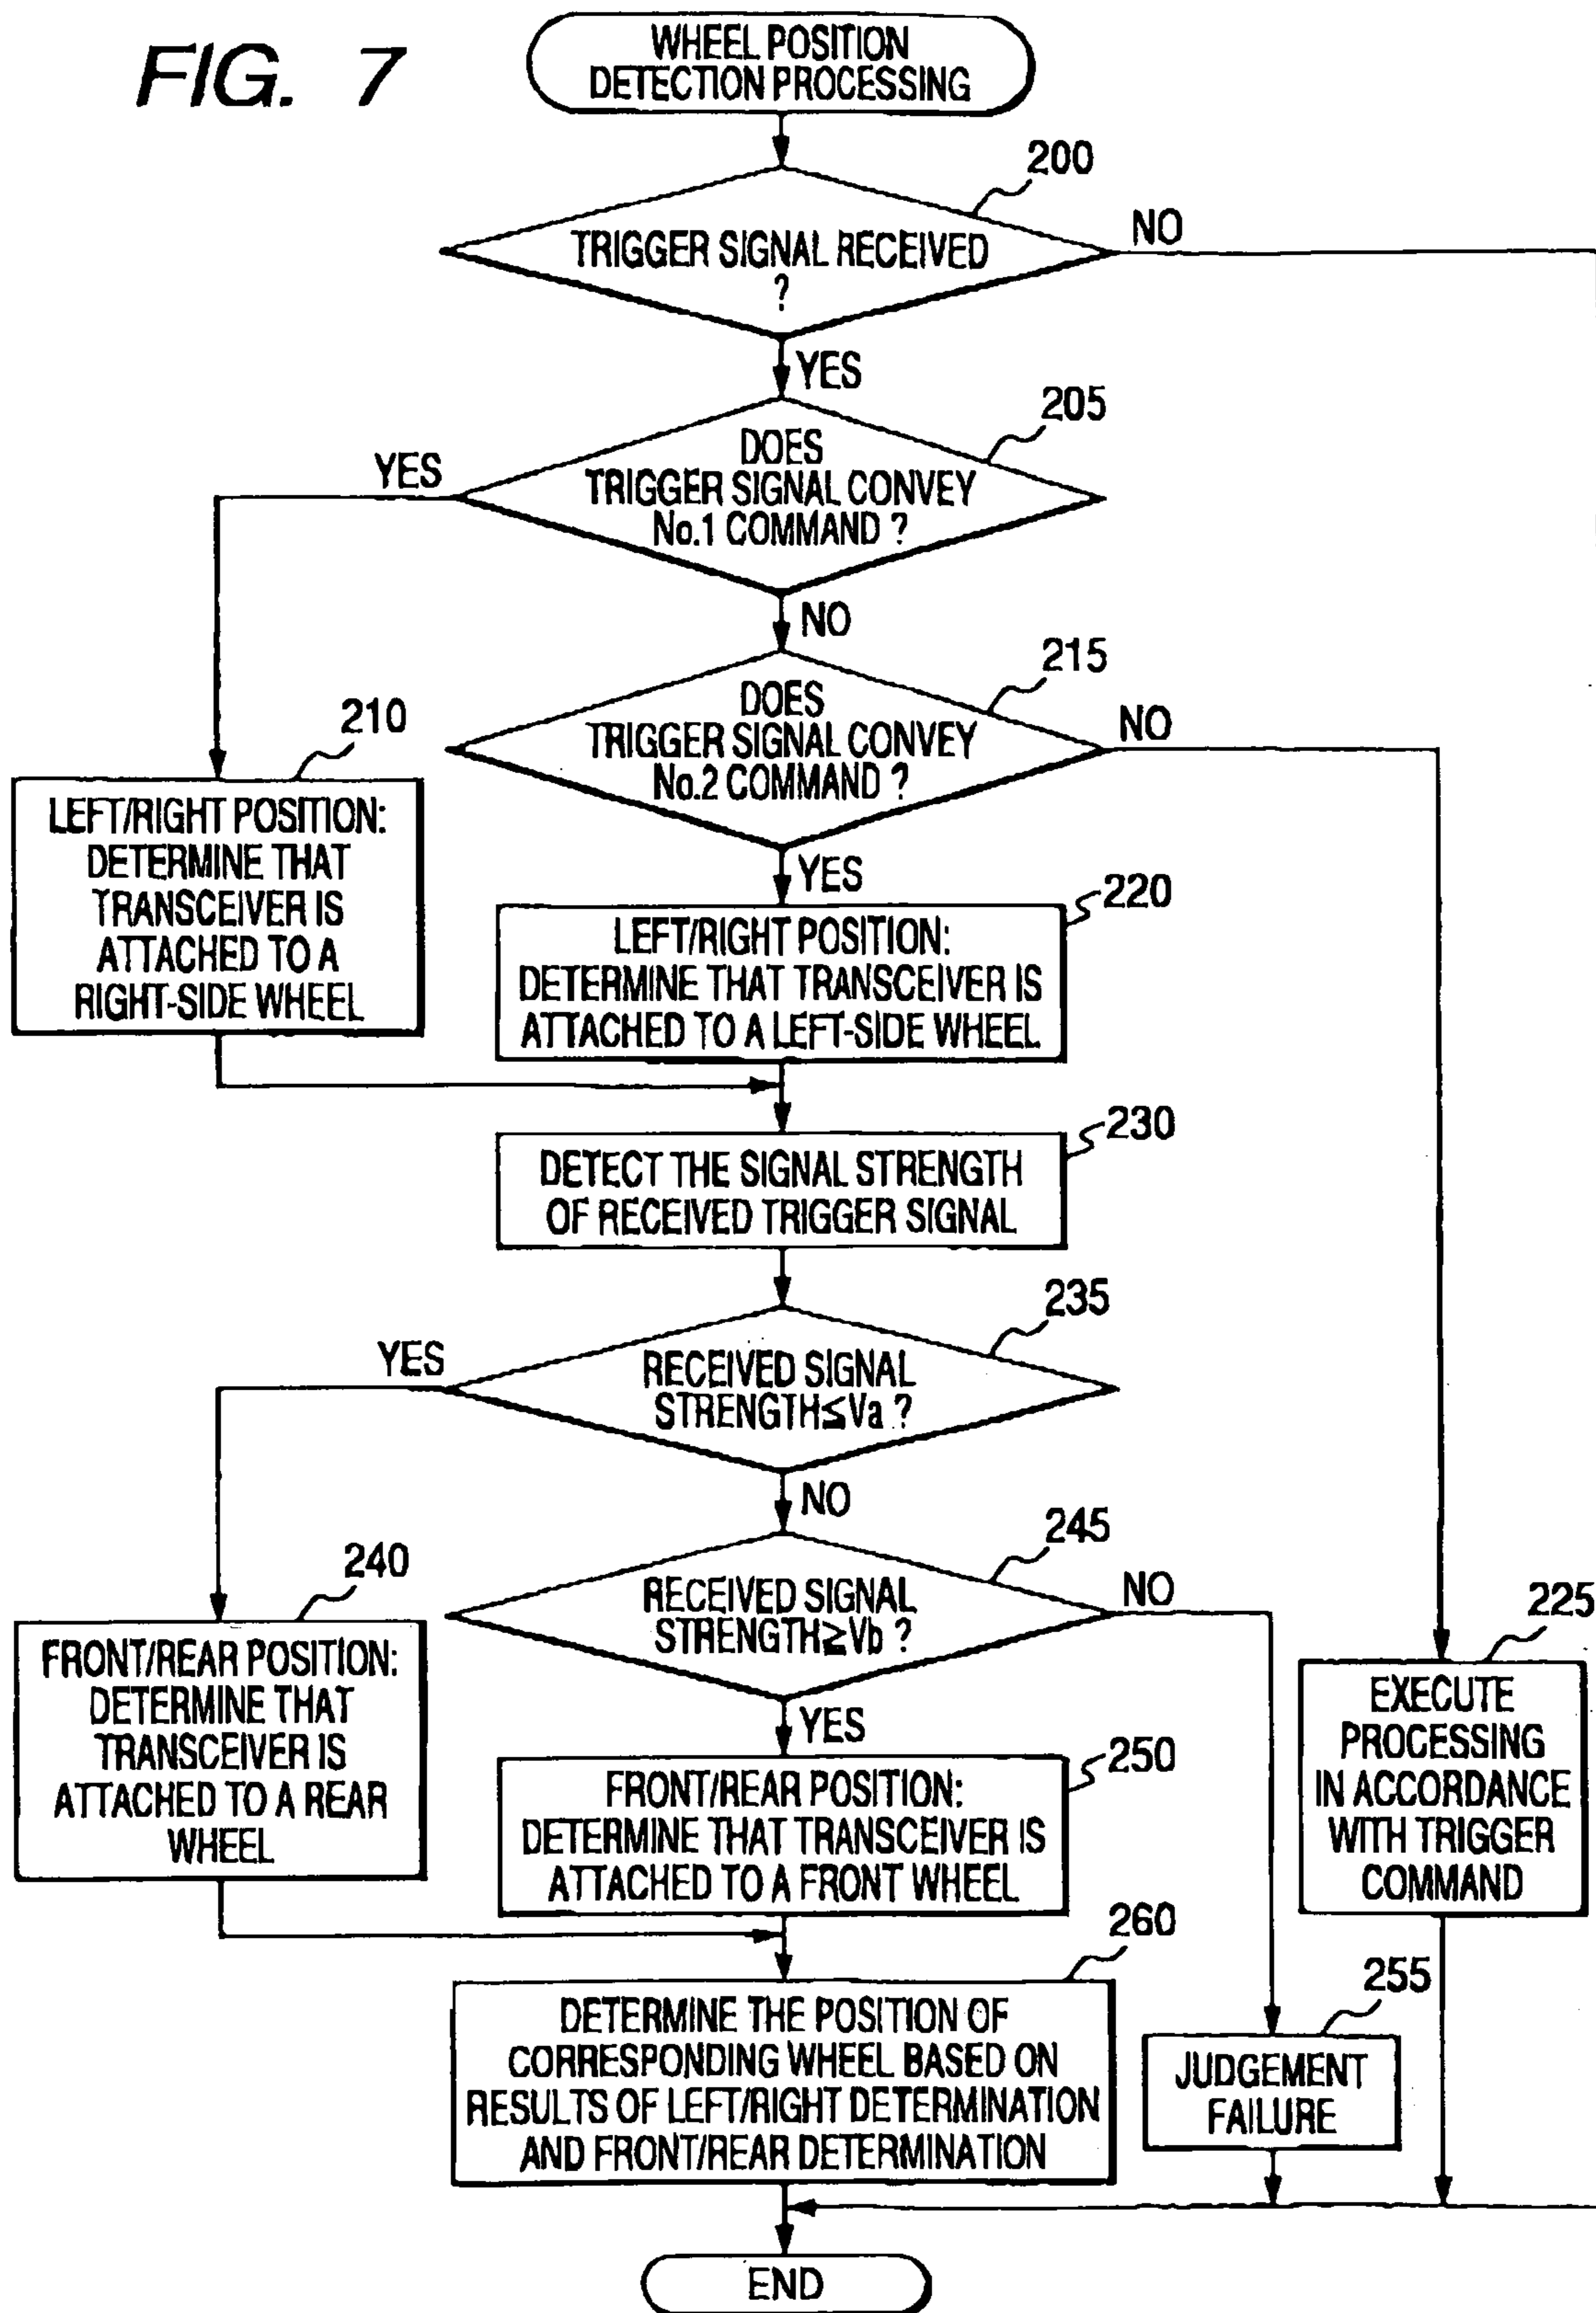 FIG. 7
WHEEL POSITION
DETECTION PROCESSING
200
TRIGGER SIGNAL RECEIVED
?
NO
YES
205
DOES
TRIGGER SIGNAL CONVEY
No.1 COMMAND ?
YES
NO
215
DOES
TRIGGER SIGNAL CONVEY
No.2 COMMAND ?
NO
YES
210
LEFT/RIGHT POSITION:
DETERMINE THAT
TRANSCEIVER IS
ATTACHED TO A
RIGHT-SIDE WHEEL
220
LEFT/RIGHT POSITION:
DETERMINE THAT TRANSCEIVER IS
ATTACHED TO A LEFT-SIDE WHEEL
230
DETECT THE SIGNAL STRENGTH
OF RECEIVED TRIGGER SIGNAL
235
RECEIVED SIGNAL
STRENGTH≤Va ?
YES
NO
245
RECEIVED SIGNAL
STRENGTH≥Vb ?
NO
YES
240
FRONT/REAR POSITION:
DETERMINE THAT
TRANSCEIVER IS
ATTACHED TO A REAR
WHEEL
250
FRONT/REAR POSITION:
DETERMINE THAT TRANSCEIVER IS
ATTACHED TO A FRONT WHEEL
225
EXECUTE
PROCESSING
IN ACCORDANCE
WITH TRIGGER
COMMAND
260
DETERMINE THE POSITION OF
CORRESPONDING WHEEL BASED ON
RESULTS OF LEFT/RIGHT DETERMINATION
AND FRONT/REAR DETERMINATION
255
JUDGEMENT
FAILURE
END